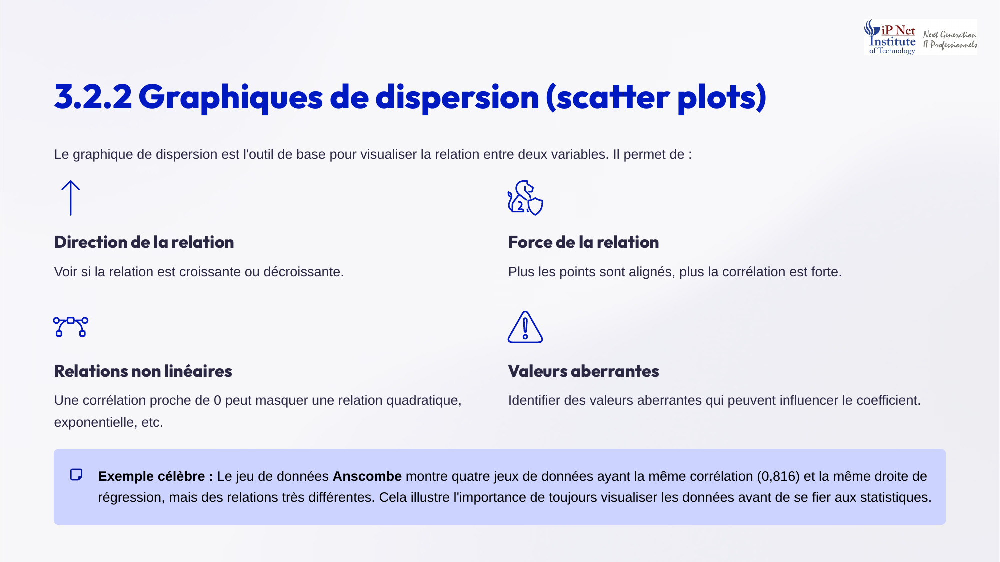 iP Net
Institute
of Technology
Next Generation
IT Professionnels
3.2.2 Graphiques de dispersion (scatter plots)
Le graphique de dispersion est l'outil de base pour visualiser la relation entre deux variables. Il permet de :
Direction de la relation
Voir si la relation est croissante ou décroissante.
Force de la relation
Plus les points sont alignés, plus la corrélation est forte.
Relations non linéaires
Une corrélation proche de 0 peut masquer une relation quadratique,
exponentielle, etc.
Valeurs aberrantes
Identifier des valeurs aberrantes qui peuvent influencer le coefficient.
Exemple célèbre : Le jeu de données Anscombe montre quatre jeux de données ayant la même corrélation (0,816) et la même droite de
régression, mais des relations très différentes. Cela illustre l'importance de toujours visualiser les données avant de se fier aux statistiques.